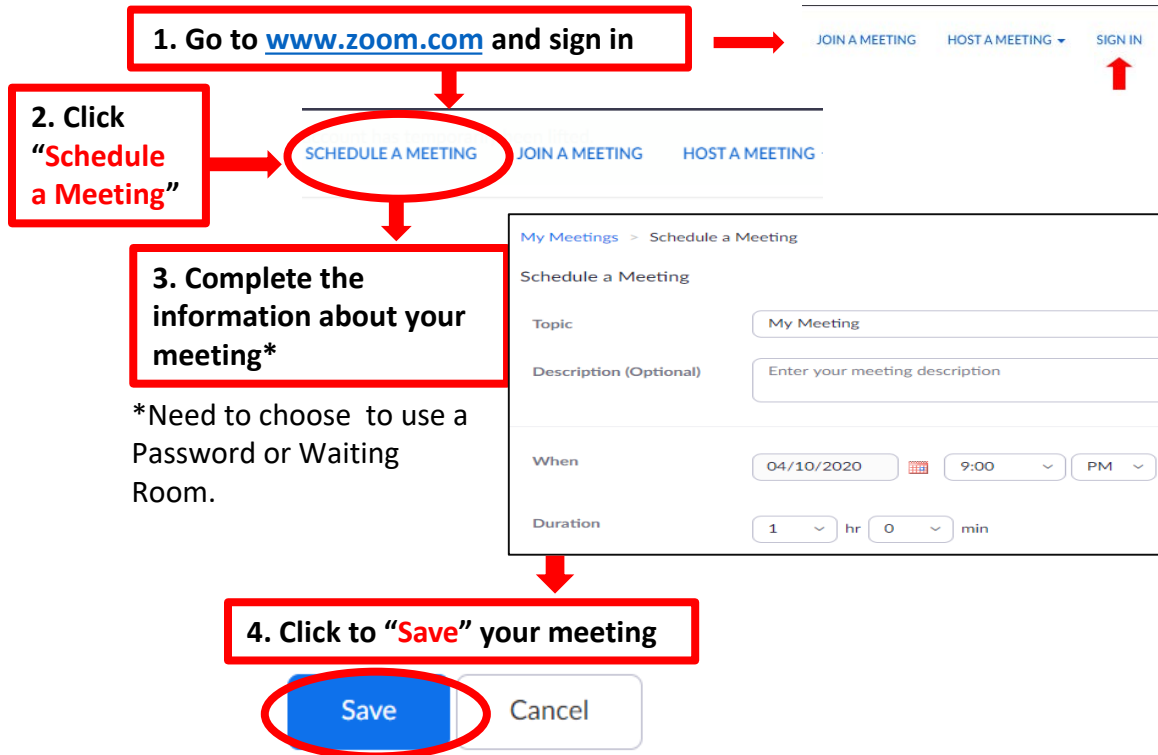 1. Go to www.zoom.com and sign in
JOIN A MEETING HOST A MEETING SIGN IN
2. Click
“Schedule
a Meeting”
SCHEDULE A MEETING JOIN A MEETING HOST A MEETING
3. Complete the
information about your
meeting*
*Need to choose to use a
Password or Waiting
Room.
My Meetings > Schedule a Meeting
Schedule a Meeting
Topic My Meeting
Description (Optional) Enter your meeting description
When 04/10/2020 9:00 PM
Duration 1 hr 0 min
4. Click to “Save” your meeting
Save Cancel